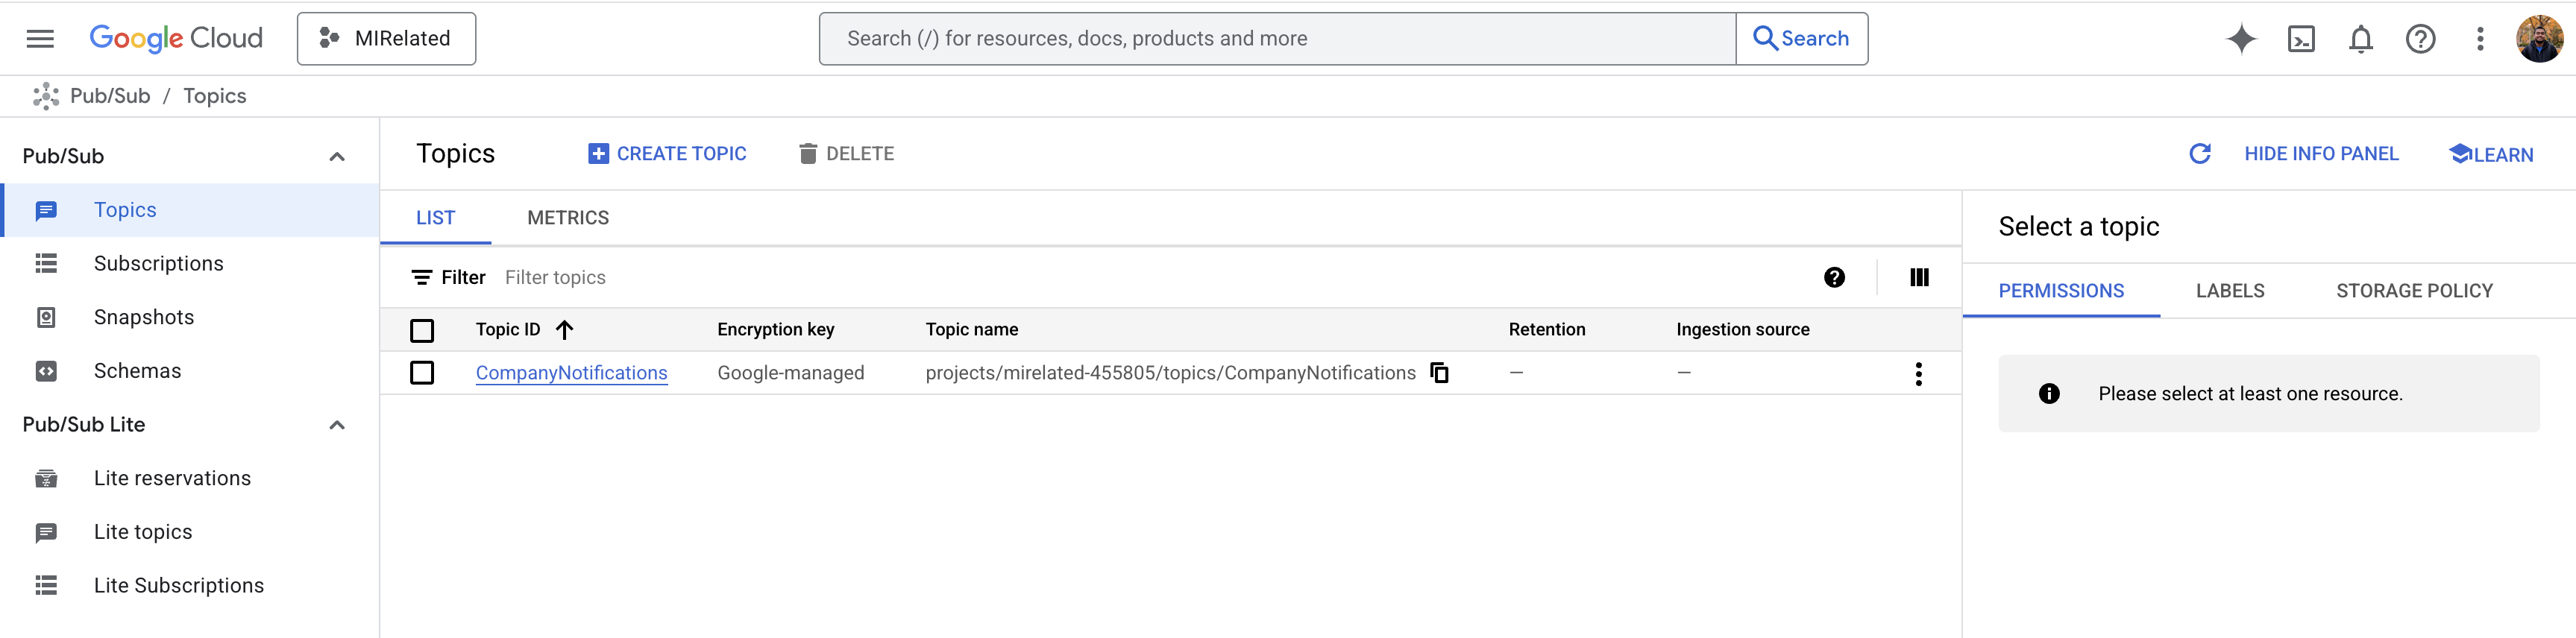 Google Cloud
MIRelated
Search (/) for resources, docs, products and more
Search
Pub/Sub / Topics
Pub/Sub
Topics
Subscriptions
Snapshots
Schemas
Pub/Sub Lite
Lite reservations
Lite topics
Lite Subscriptions
Topics
CREATE TOPIC
DELETE
HIDE INFO PANEL
LEARN
LIST
METRICS
Filter Filter topics
Topic ID Encryption key Topic name Retention Ingestion source
CompanyNotifications Google-managed projects/mirelated-455805/topics/CompanyNotifications — —
Select a topic
PERMISSIONS
LABELS
STORAGE POLICY
Please select at least one resource.